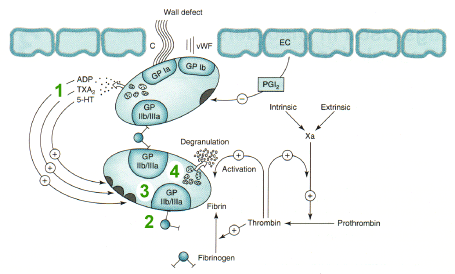 Wall defect
C
vWF
EC
GP Ia
GP Ib
PGI2
−
1
ADP
TXA2
5-HT
GP
IIb/IIIa
Intrinsic
Extrinsic
Xa
Degranulation
GP
IIb/IIIa
4
3
+
+
+
+
Activation
+
+
GP
IIb/IIIa
2
Fibrin
Thrombin
Prothrombin
+
Fibrinogen